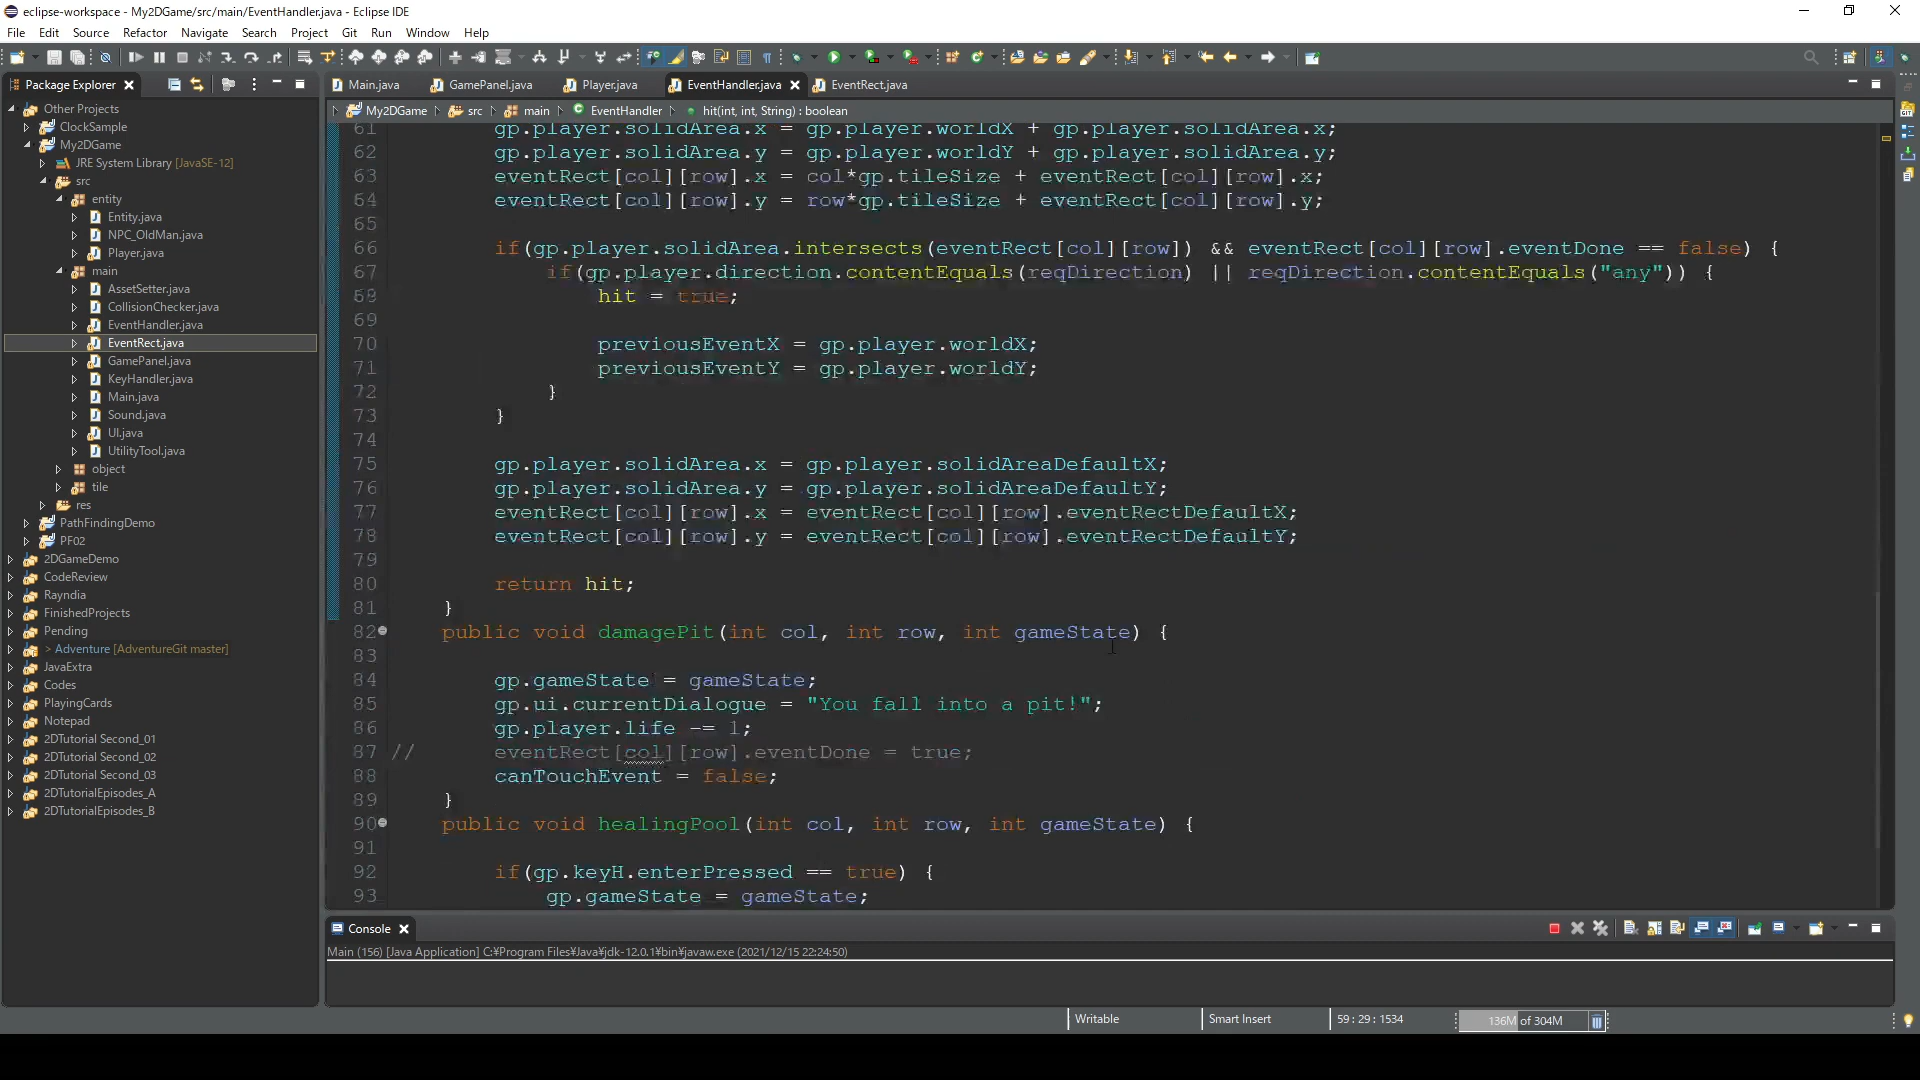 eclipse-workspace - My2DGame/src/main/EventHandler.java - Eclipse IDE
File Edit Source Refactor Navigate Search Project Git Run Window Help
Package Explorer
Main.java GamePanel.java Player.java EventHandler.java EventRect.java
My2DGame src main EventHandler hit(int, int, String) : boolean
Other Projects
ClockSample
My2DGame
JRE System Library [JavaSE-12]
src
entity
Entity.java
NPC_OldMan.java
Player.java
main
AssetSetter.java
CollisionChecker.java
EventHandler.java
EventRect.java
GamePanel.java
KeyHandler.java
Main.java
Sound.java
UI.java
UtilityTool.java
object
tile
res
PathFindingDemo
PF02
2DGameDemo
CodeReview
Rayndia
FinishedProjects
Pending
> Adventure [AdventureGit master]
JavaExtra
Codes
PlayingCards
Notepad
2DTutorial Second_01
2DTutorial Second_02
2DTutorial Second_03
2DTutorialEpisodes_A
2DTutorialEpisodes_B
61 gp.player.solidArea.x = gp.player.worldX + gp.player.solidArea.x;
62 gp.player.solidArea.y = gp.player.worldY + gp.player.solidArea.y;
63 eventRect[col][row].x = col*gp.tileSize + eventRect[col][row].x;
64 eventRect[col][row].y = row*gp.tileSize + eventRect[col][row].y;
65
66 if(gp.player.solidArea.intersects(eventRect[col][row]) && eventRect[col][row].eventDone == false) {
67 if(gp.player.direction.contentEquals(reqDirection) || reqDirection.contentEquals("any")) {
68 hit = true;
69
70 previousEventX = gp.player.worldX;
71 previousEventY = gp.player.worldY;
72 }
73 }
74
75 gp.player.solidArea.x = gp.player.solidAreaDefaultX;
76 gp.player.solidArea.y = gp.player.solidAreaDefaultY;
77 eventRect[col][row].x = eventRect[col][row].eventRectDefaultX;
78 eventRect[col][row].y = eventRect[col][row].eventRectDefaultY;
79
80 return hit;
81 }
82 public void damagePit(int col, int row, int gameState) {
83
84 gp.gameState = gameState;
85 gp.ui.currentDialogue = "You fall into a pit!";
86 gp.player.life -= 1;
87 // eventRect[col][row].eventDone = true;
88 canTouchEvent = false;
89 }
90 public void healingPool(int col, int row, int gameState) {
91
92 if(gp.keyH.enterPressed == true) {
93 gp.gameState = gameState;
Console
Main (156) [Java Application] C:¥Program Files¥Java¥jdk-12.0.1¥bin¥javaw.exe (2021/12/15 22:24:50)
Writable Smart Insert 59 : 29 : 1534 136M of 304M